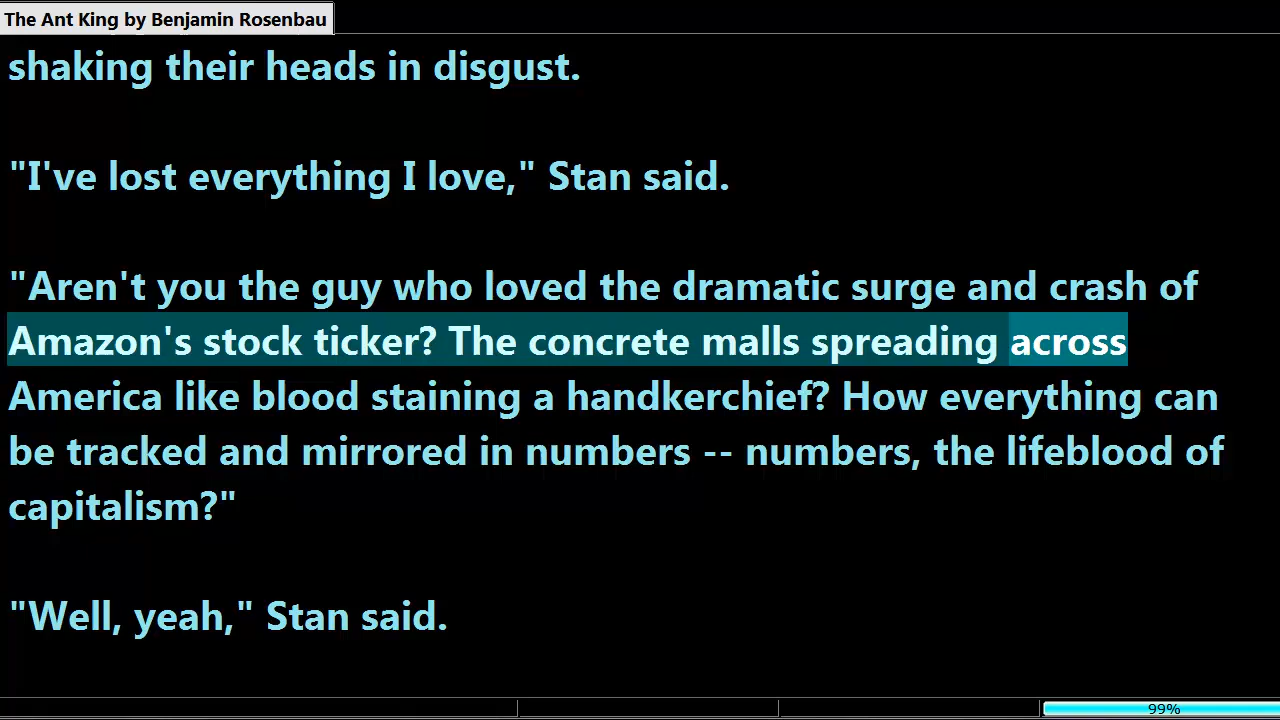 The Ant King by Benjamin Rosenbau
shaking their heads in disgust.
"I've lost everything I love," Stan said.
"Aren't you the guy who loved the dramatic surge and crash of
Amazon's stock ticker? The concrete malls spreading across
America like blood staining a handkerchief? How everything can
be tracked and mirrored in numbers -- numbers, the lifeblood of
capitalism?"
"Well, yeah," Stan said.
99%